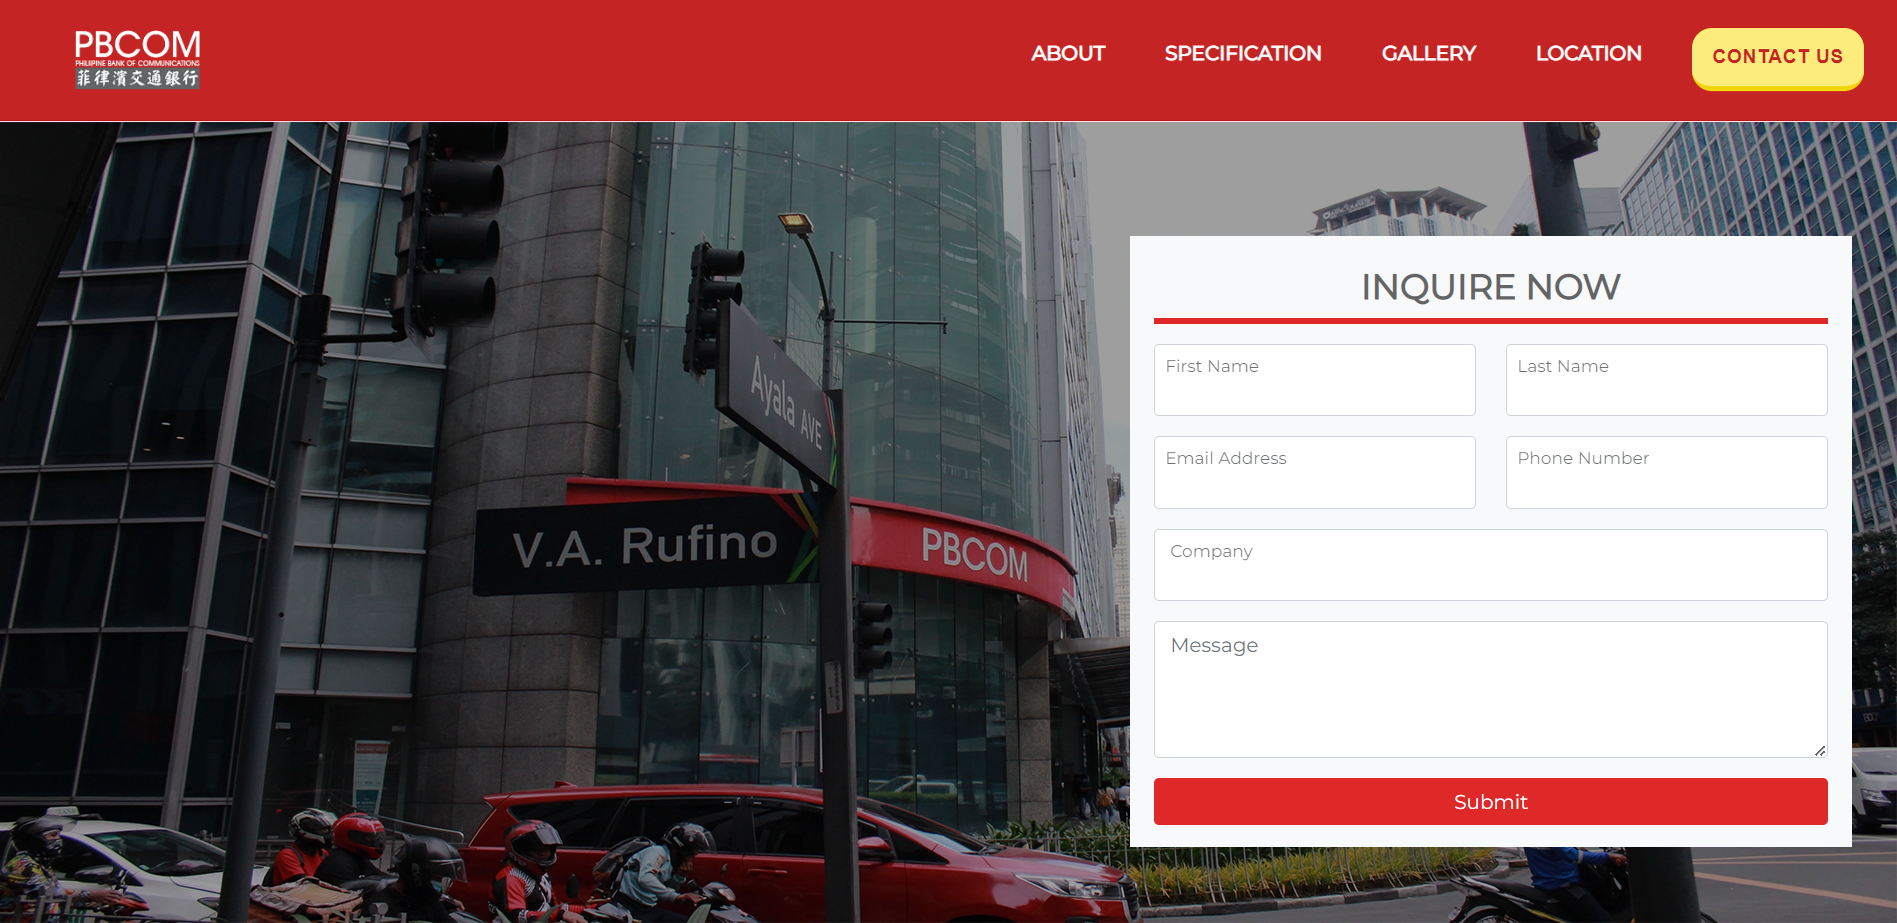 PBCOM
PHILIPPINE BANK OF COMMUNICATIONS
菲律濱交通銀行
ABOUT
SPECIFICATION
GALLERY
LOCATION
CONTACT US
Ayala AVE
V.A. Rufino
PBCOM
INQUIRE NOW
First Name
Last Name
Email Address
Phone Number
Company
Message
Submit